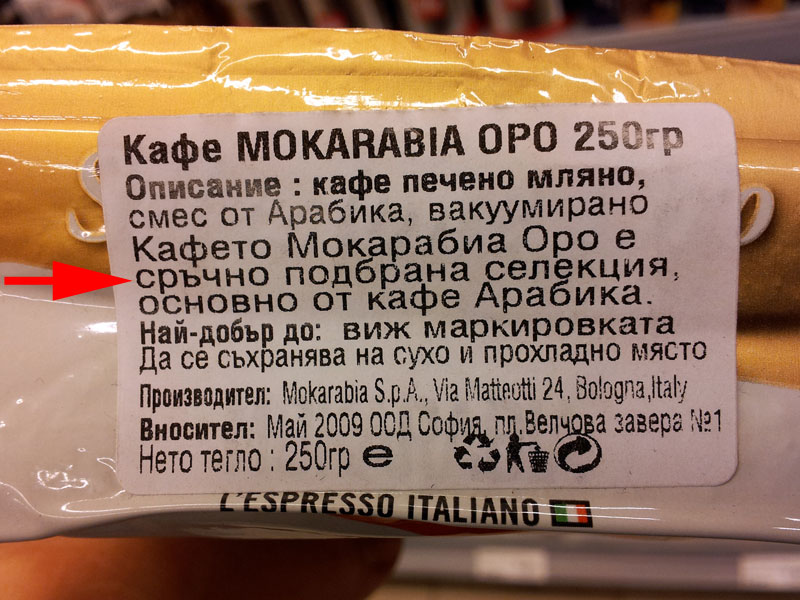 Кафе MOKARABIA ОРО 250гр
Описание : кафе печено мляно,
смес от Арабика, вакуумирано
Кафето Мокарабиа Оро е
сръчно подбрана селекция,
основно от кафе Арабика.
Най-добър до: виж маркировката
Да се съхранява на сухо и прохладно място
Производител: Mokarabia S.p.A., Via Matteotti 24, Bologna,Italy
Вносител: Май 2009 ООД София, пл.Велчова завера №1
Нето тегло : 250гр ℮
L'ESPRESSO ITALIANO